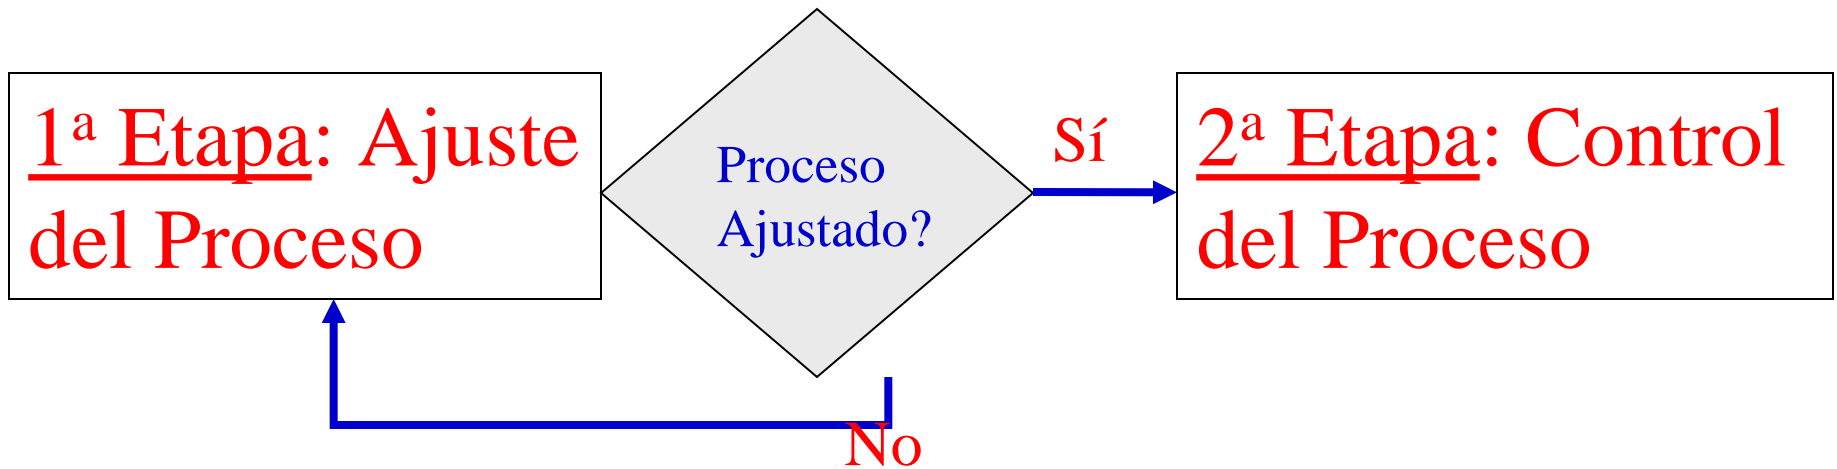 1ª Etapa: Ajuste
del Proceso
Proceso
Ajustado?
Sí
2ª Etapa: Control
del Proceso
No